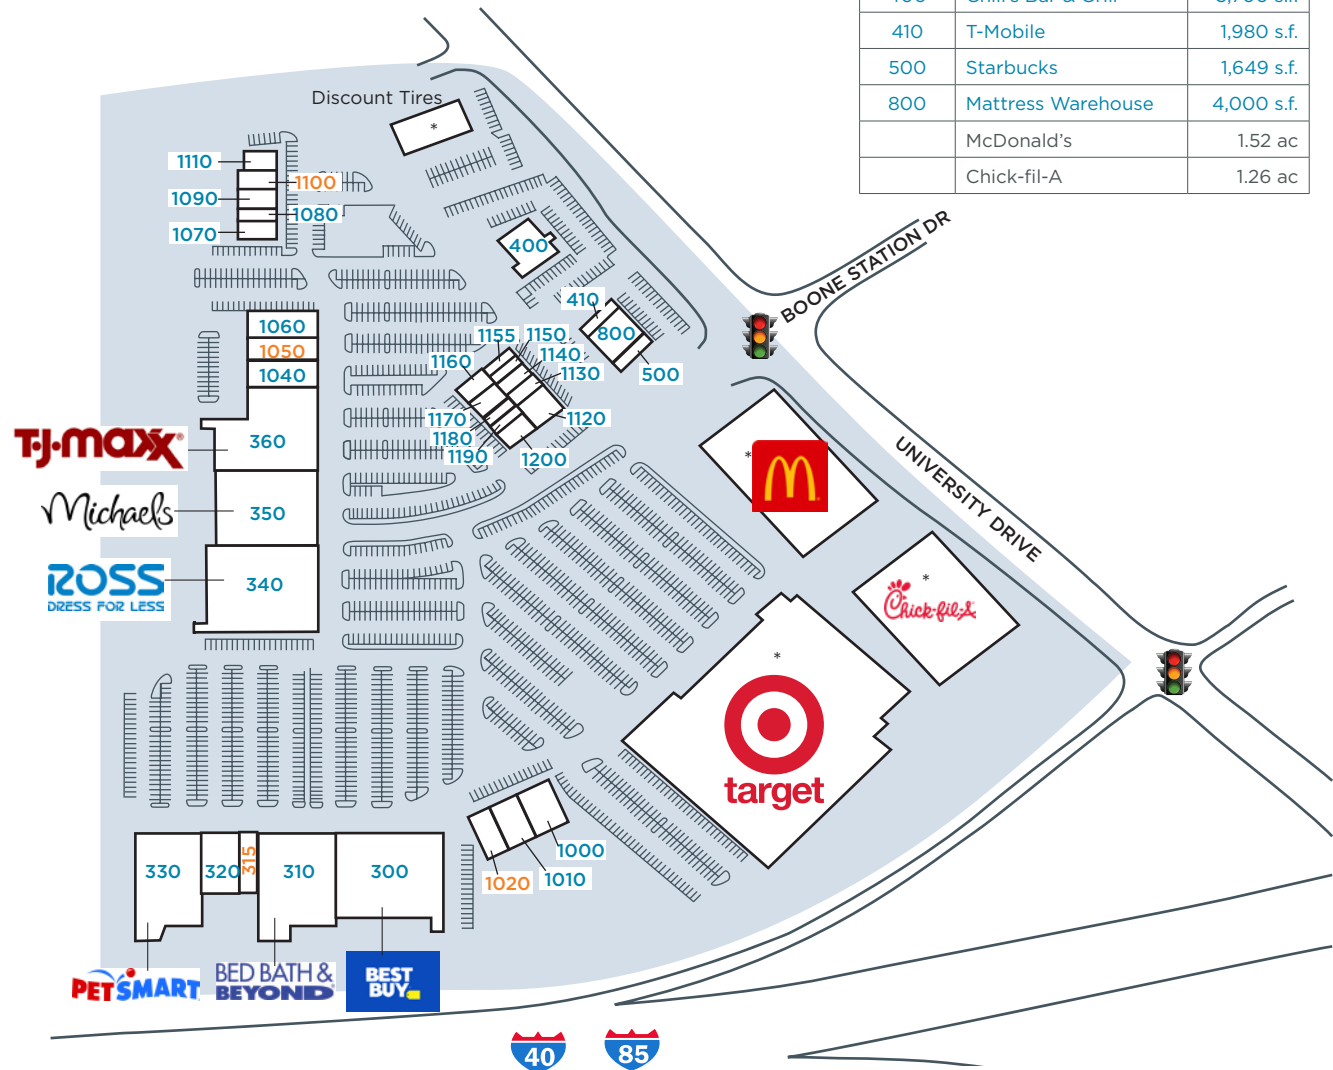 410 T-Mobile 1,980 s.f.
500 Starbucks 1,649 s.f.
800 Mattress Warehouse 4,000 s.f.
McDonald's 1.52 ac
Chick-fil-A 1.26 ac
Discount Tires
*
1110
1100
1090
1080
1070
400
BOONE STATION DR
410
800
500
1060
1050
1040
1155
1150
1140
1160
1130
1170
1120
1180
1190
1200
T·J·maxx®
360
Michaels
350
ROSS
DRESS FOR LESS
340
*
UNIVERSITY DRIVE
*
Chick-fil-A
*
target
1000
1010
1020
330
320
315
310
300
PETSMART
BED BATH &
BEYOND
BEST
BUY
40
85